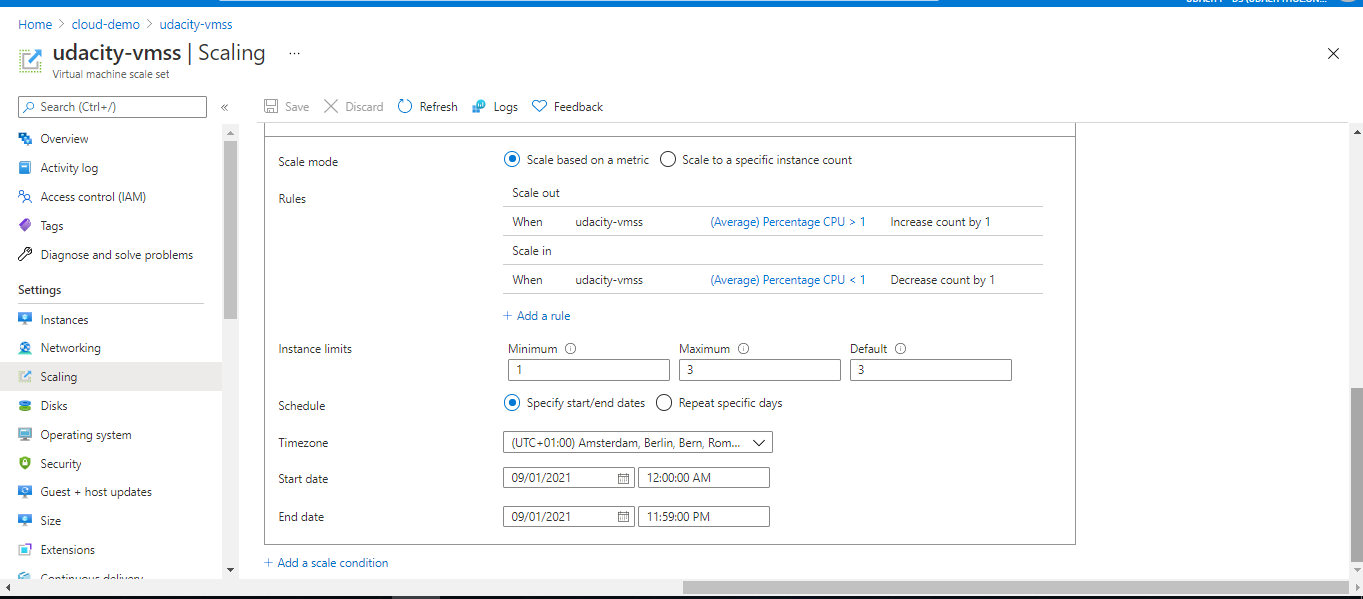 Home > cloud-demo > udacity-vmss
udacity-vmss | Scaling ...
Virtual machine scale set
Search (Ctrl+/) «
Save Discard Refresh Logs Feedback
Overview
Activity log
Access control (IAM)
Tags
Diagnose and solve problems
Settings
Instances
Networking
Scaling
Disks
Operating system
Security
Guest + host updates
Size
Extensions
Continuous delivery
Scale mode Scale based on a metric Scale to a specific instance count
Rules
Scale out
When udacity-vmss (Average) Percentage CPU > 1 Increase count by 1
Scale in
When udacity-vmss (Average) Percentage CPU < 1 Decrease count by 1
+ Add a rule
Instance limits
Minimum Maximum Default
1 3 3
Schedule Specify start/end dates Repeat specific days
Timezone (UTC+01:00) Amsterdam, Berlin, Bern, Rom...
Start date 09/01/2021 12:00:00 AM
End date 09/01/2021 11:59:00 PM
+ Add a scale condition